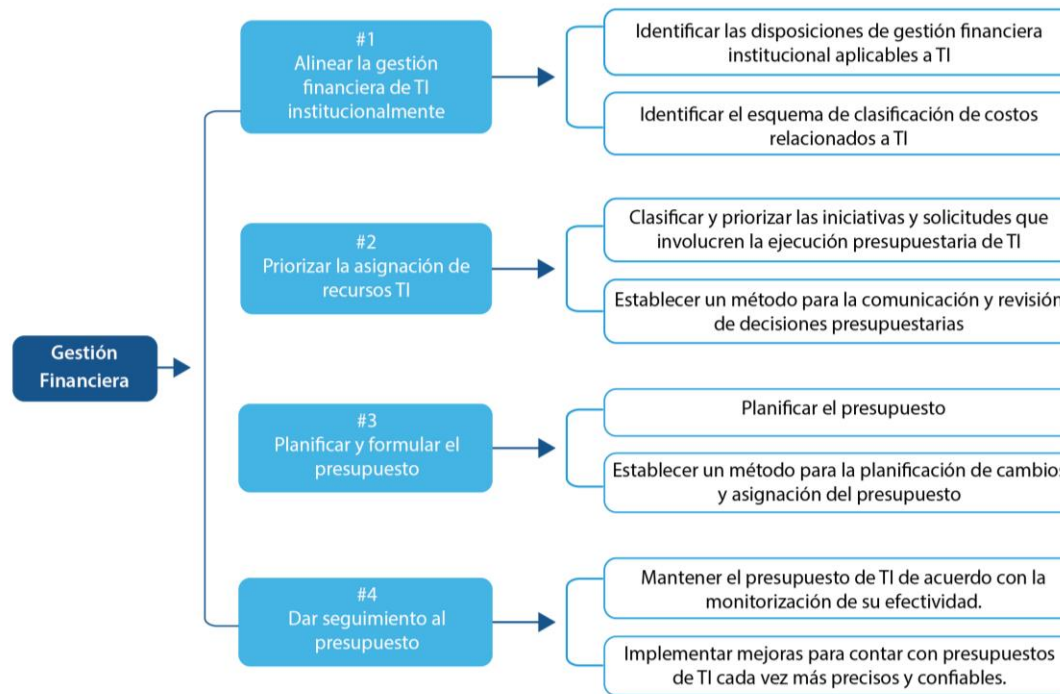 #1
Alinear la gestión
financiera de TI
institucionalmente
Identificar las disposiciones de gestión financiera
institucional aplicables a TI
Identificar el esquema de clasificación de costos
relacionados a TI
#2
Priorizar la asignación de
recursos TI
Clasificar y priorizar las iniciativas y solicitudes que
involucren la ejecución presupuestaria de TI
Establecer un método para la comunicación y revisión
de decisiones presupuestarias
Gestión
Financiera
#3
Planificar y formular el
presupuesto
Planificar el presupuesto
Establecer un método para la planificación de cambios
y asignación del presupuesto
#4
Dar seguimiento al
presupuesto
Mantener el presupuesto de TI de acuerdo con la
monitorización de su efectividad.
Implementar mejoras para contar con presupuestos
de TI cada vez más precisos y confiables.